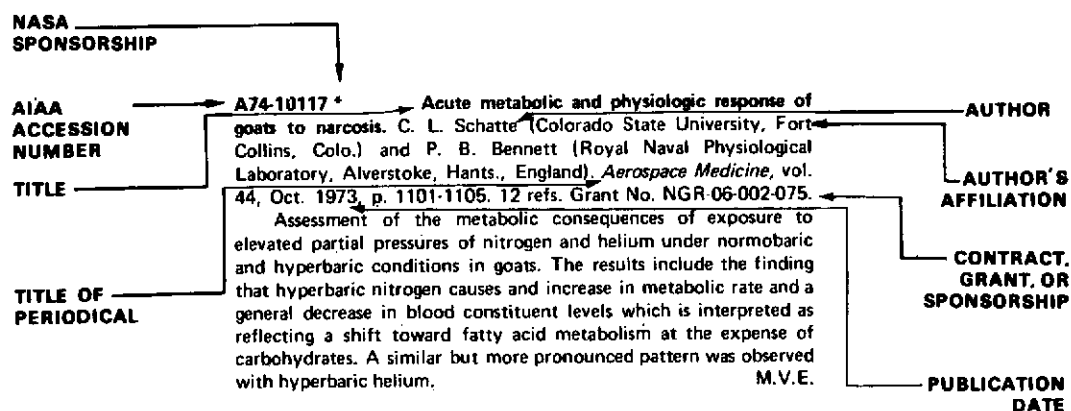 NASA
SPONSORSHIP
AIAA
ACCESSION
NUMBER
TITLE
TITLE OF
PERIODICAL
A74-10117 * Acute metabolic and physiologic response of
goats to narcosis. C. L. Schatte (Colorado State University, Fort
Collins, Colo.) and P. B. Bennett (Royal Naval Physiological
Laboratory, Alverstoke, Hants., England). Aerospace Medicine, vol.
44, Oct. 1973, p. 1101-1105. 12 refs. Grant No. NGR-06-002-075.
Assessment of the metabolic consequences of exposure to
elevated partial pressures of nitrogen and helium under normobaric
and hyperbaric conditions in goats. The results include the finding
that hyperbaric nitrogen causes and increase in metabolic rate and a
general decrease in blood constituent levels which is interpreted as
reflecting a shift toward fatty acid metabolism at the expense of
carbohydrates. A similar but more pronounced pattern was observed
with hyperbaric helium. M.V.E.
AUTHOR
AUTHOR'S
AFFILIATION
CONTRACT,
GRANT, OR
SPONSORSHIP
PUBLICATION
DATE